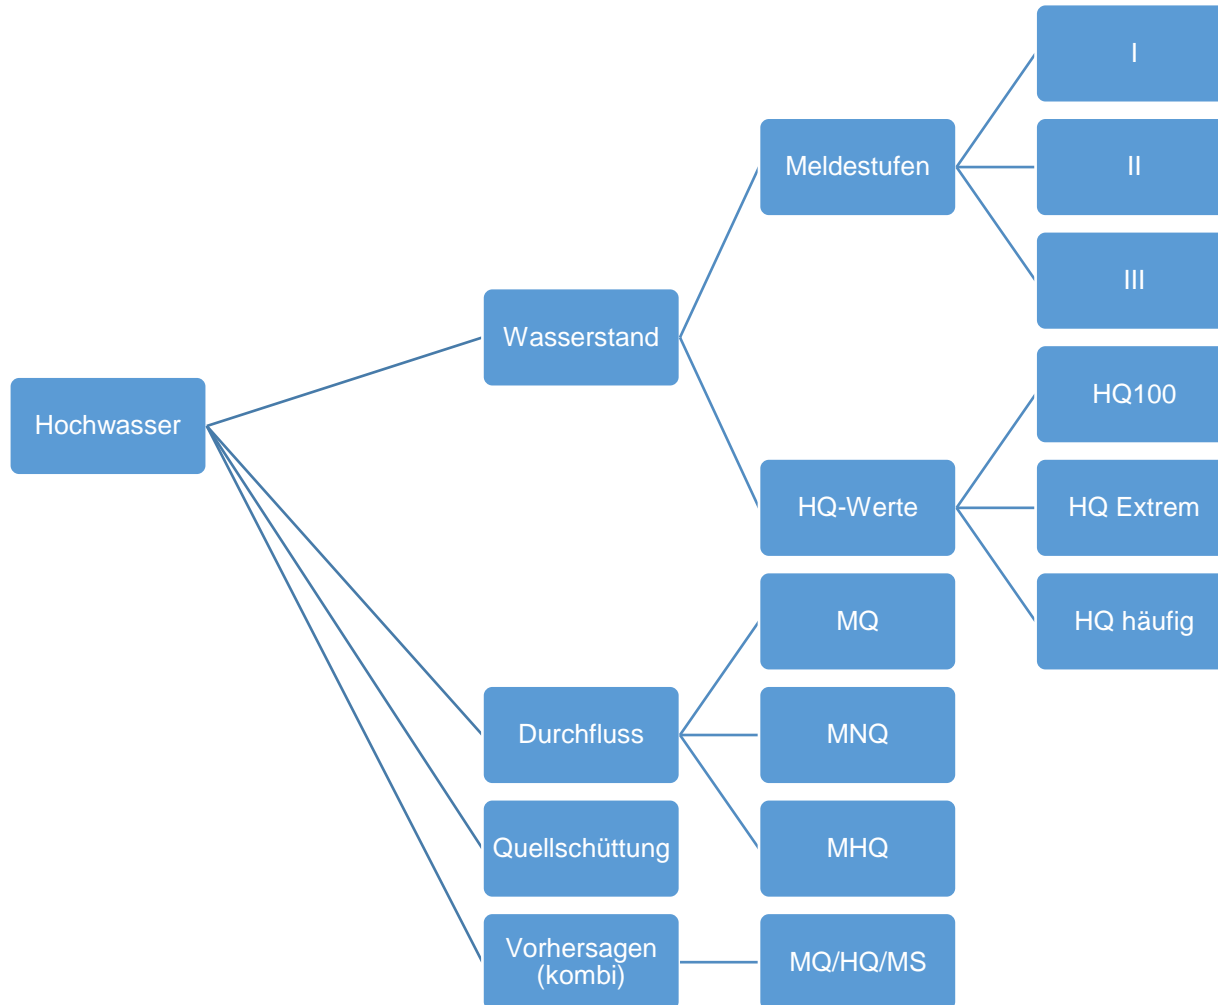 Hochwasser
Wasserstand
Meldestufen
I
II
III
HQ-Werte
HQ100
HQ Extrem
HQ häufig
Durchfluss
MQ
MNQ
MHQ
Quellschüttung
Vorhersagen
(kombi)
MQ/HQ/MS